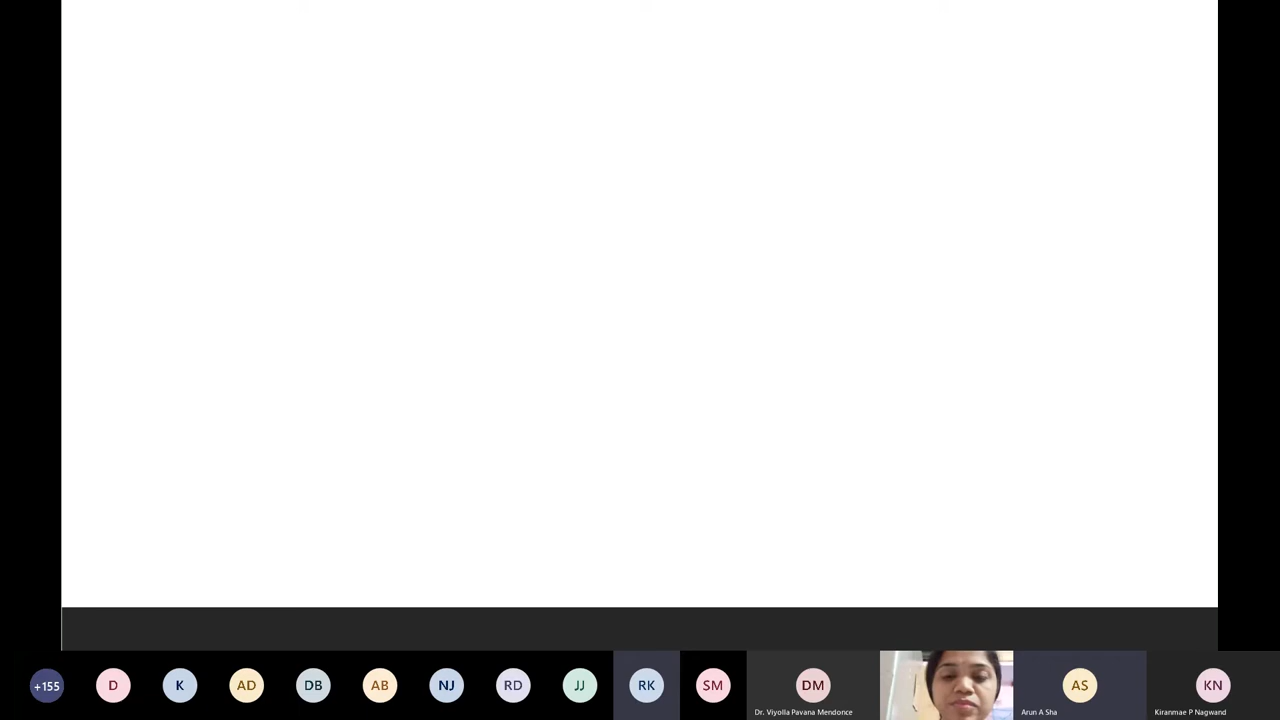 +155 D K AD DB AB NJ RD JJ RK SM DM AS KN
Dr. Viyolla Pavana Mendonce Arun A Sha Kiranmae P Nagwand